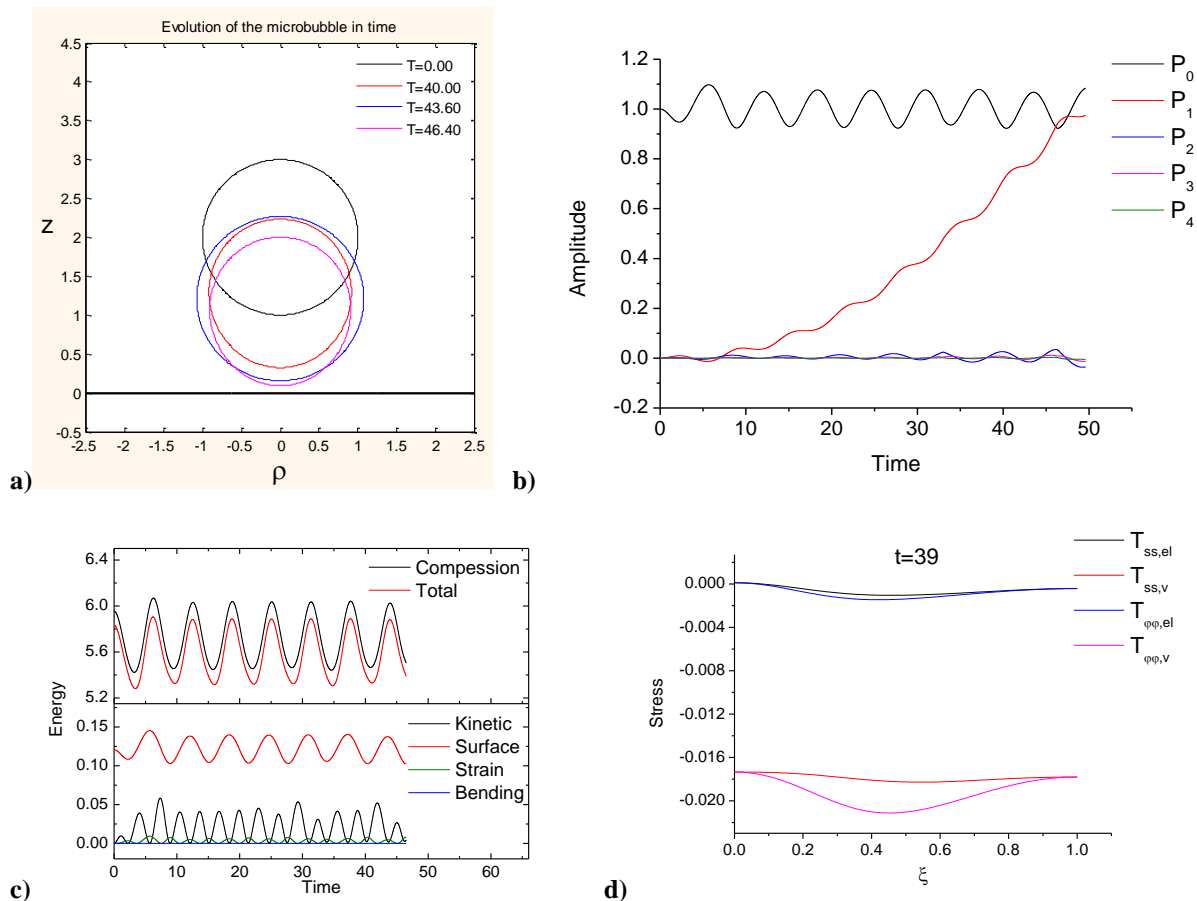 Evolution of the microbubble in time
4.5
4
3.5
3
2.5
2
1.5
1
0.5
0
-0.5
z
T=0.00
T=40.00
T=43.60
T=46.40
-2.5 -2 -1.5 -1 -0.5 0 0.5 1 1.5 2 2.5
ρ
a)
1.2
1.0
0.8
0.6
0.4
0.2
0.0
-0.2
Amplitude
P0
P1
P2
P3
P4
0 10 20 30 40 50
Time
b)
6.4
6.0
5.6
5.2
Compession
Total
Energy
0.15
0.10
0.05
0.00
Kinetic
Surface
Strain
Bending
0 10 20 30 40 50 60
Time
c)
t=39
0.000
-0.004
-0.008
-0.012
-0.016
-0.020
Stress
Tss,el
Tss,v
Tφφ,el
Tφφ,v
0.0 0.2 0.4 0.6 0.8 1.0
ξ
d)